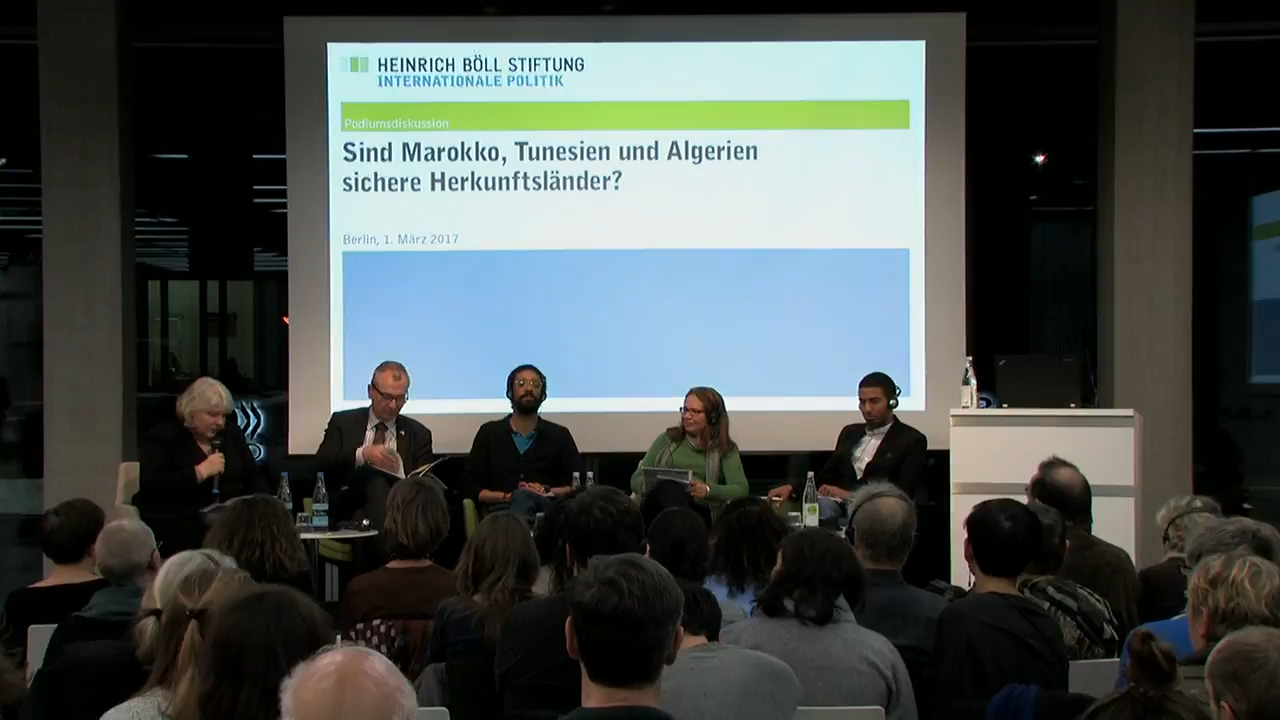 HEINRICH BÖLL STIFTUNG
INTERNATIONALE POLITIK
Podiumsdiskussion
Sind Marokko, Tunesien und Algerien
sichere Herkunftsländer?
Berlin, 1. März 2017